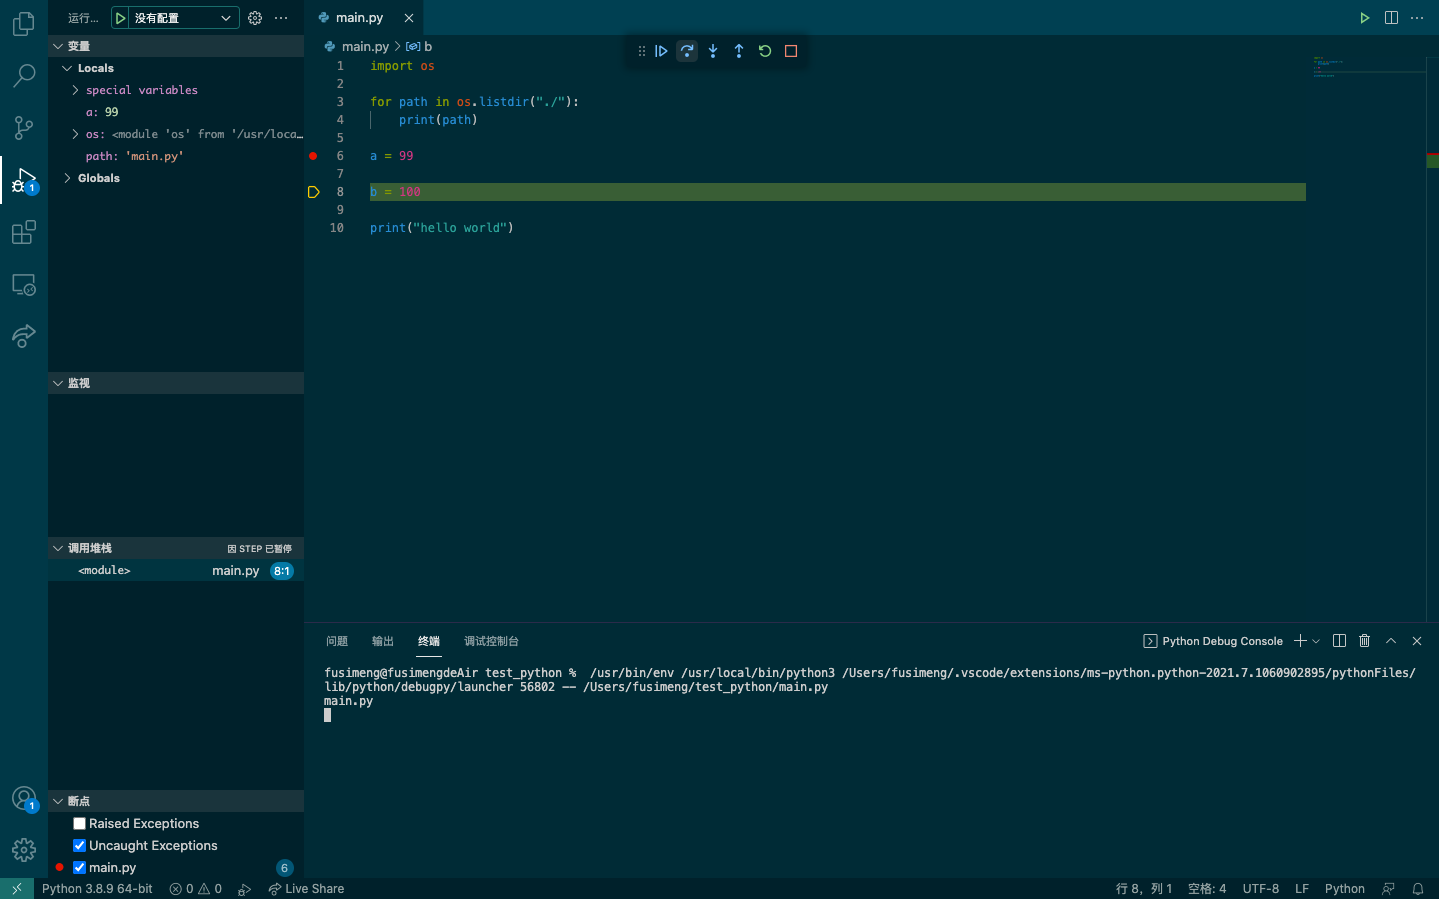 运行...
没有配置
main.py
变量
Locals
special variables
a: 99
os: <module 'os' from '/usr/loca...
path: 'main.py'
Globals
监视
调用堆栈
因 STEP 已暂停
<module>
main.py
8:1
断点
Raised Exceptions
Uncaught Exceptions
main.py
6
1
1
main.py > b
1 import os
2
3 for path in os.listdir("./"):
4 print(path)
5
6 a = 99
7
8 b = 100
9
10 print("hello world")
问题 输出 终端 调试控制台
Python Debug Console
fusimeng@fusimengdeAir test_python % /usr/bin/env /usr/local/bin/python3 /Users/fusimeng/.vscode/extensions/ms-python.python-2021.7.1060902895/pythonFiles/
lib/python/debugpy/launcher 56802 -- /Users/fusimeng/test_python/main.py
main.py
Python 3.8.9 64-bit
0
0
Live Share
行 8，列 1
空格: 4
UTF-8
LF
Python